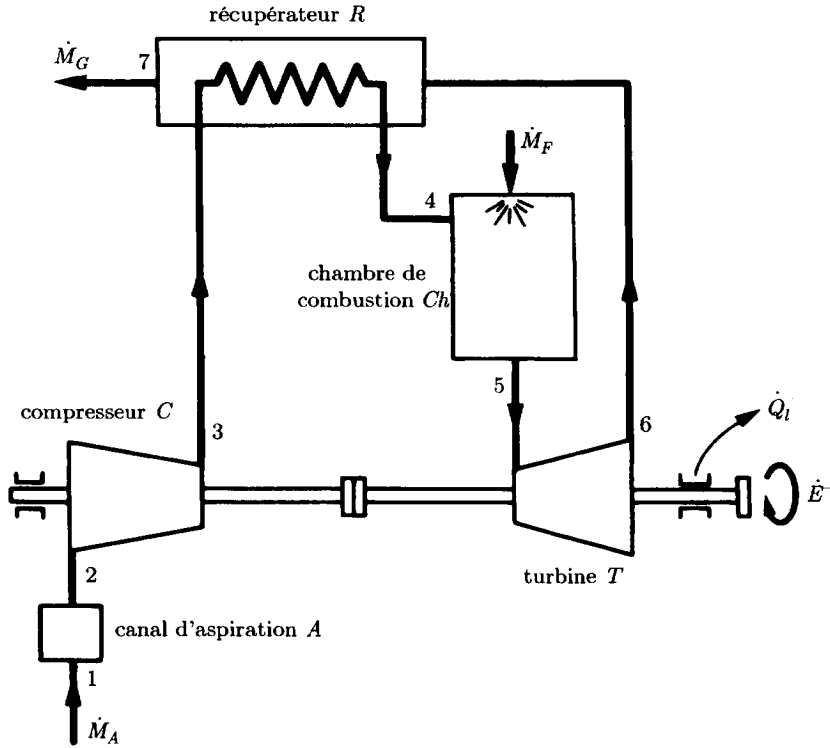 récupérateur R
Ṁ_G
7
Ṁ_F
4
chambre de
combustion Ch
5
compresseur C
3
6
Q̇_l
Ė⁻
turbine T
2
canal d'aspiration A
1
Ṁ_A